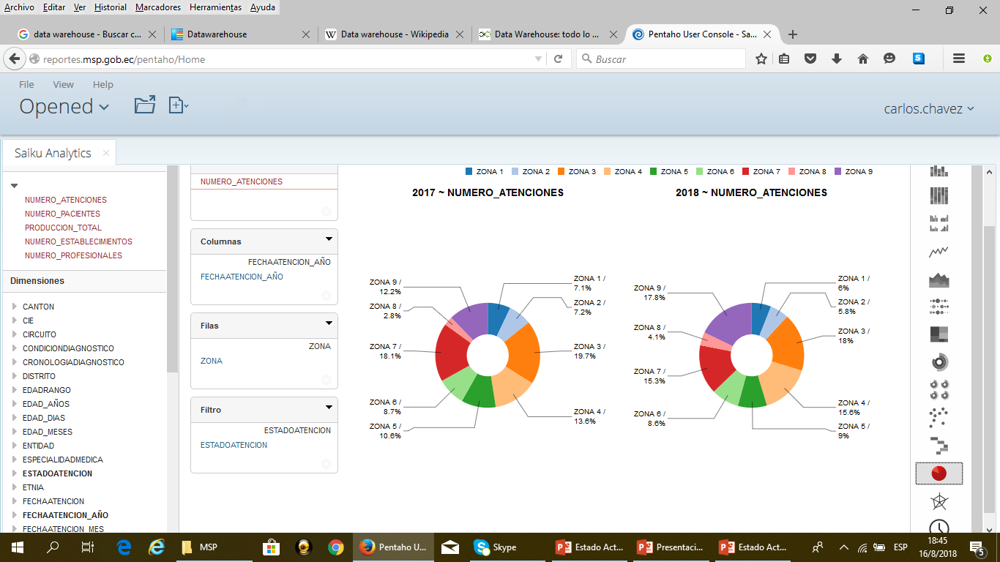 Archivo Editar Ver Historial Marcadores Herramientas Ayuda
data warehouse - Buscar c...
Datawarehouse
Data warehouse - Wikipedia
Data Warehouse: todo lo ...
Pentaho User Console - Sa...
reportes.msp.gob.ec/pentaho/Home
Buscar
File View Help
Opened
carlos.chavez
Saiku Analytics
NUMERO_ATENCIONES
NUMERO_PACIENTES
PRODUCCION_TOTAL
NUMERO_ESTABLECIMIENTOS
NUMERO_PROFESIONALES
Dimensiones
CANTON
CIE
CIRCUITO
CONDICIONDIAGNOSTICO
CRONOLOGIADIAGNOSTICO
DISTRITO
EDADRANGO
EDAD_AÑOS
EDAD_DIAS
EDAD_MESES
ENTIDAD
ESPECIALIDADMEDICA
ESTADOATENCION
ETNIA
FECHAATENCION
FECHAATENCION_AÑO
FECHAATENCION_MES
NUMERO_ATENCIONES
Columnas
FECHAATENCION_AÑO
FECHAATENCION_AÑO
Filas
ZONA
ZONA
Filtro
ESTADOATENCION
ESTADOATENCION
ZONA 1 ZONA 2 ZONA 3 ZONA 4 ZONA 5 ZONA 6 ZONA 7 ZONA 8 ZONA 9
2017 ~ NUMERO_ATENCIONES
ZONA 1 /
7.1%
ZONA 2 /
7.2%
ZONA 3 /
19.7%
ZONA 4 /
13.6%
ZONA 5 /
10.6%
ZONA 6 /
8.7%
ZONA 7 /
18.1%
ZONA 8 /
2.8%
ZONA 9 /
12.2%
2018 ~ NUMERO_ATENCIONES
ZONA 1 /
6%
ZONA 2 /
5.8%
ZONA 3 /
18%
ZONA 4 /
15.6%
ZONA 5 /
9%
ZONA 6 /
8.6%
ZONA 7 /
15.3%
ZONA 8 /
4.1%
ZONA 9 /
17.8%
MSP
Pentaho U...
Skype
Estado Act...
Presentaci...
Estado Act...
ESP
18:45
16/8/2018
5